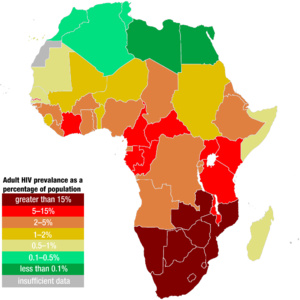 Adult HIV prevalance as a
percentage of population
greater than 15%
5–15%
2–5%
1–2%
0.5–1%
0.1–0.5%
less than 0.1%
insufficient data